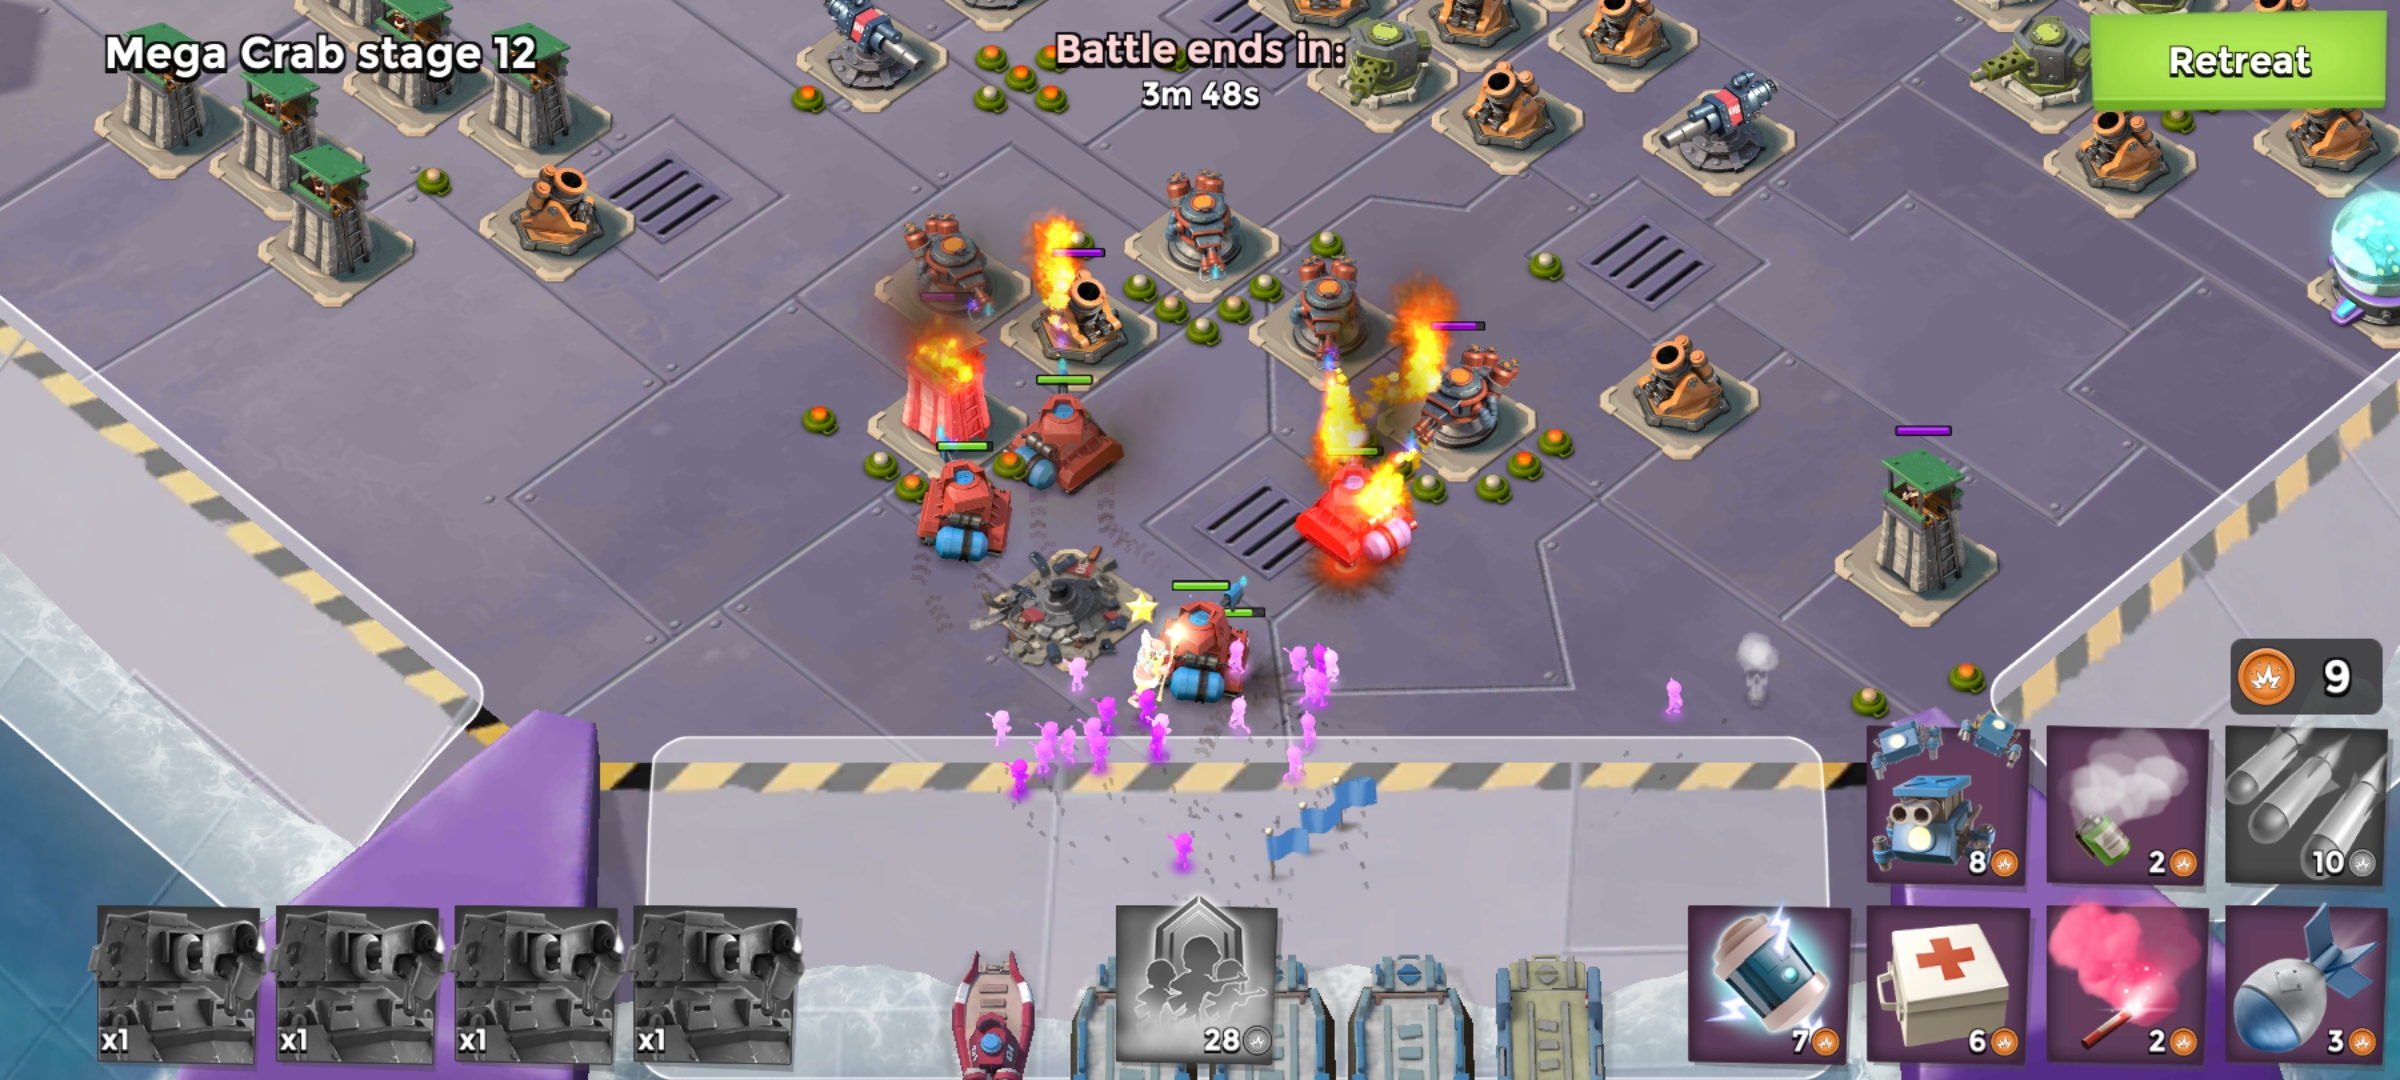 Mega Crab stage 12
Battle ends in:
3m 48s
Retreat
9
8
2
10
x1
x1
x1
x1
28
7
6
2
3